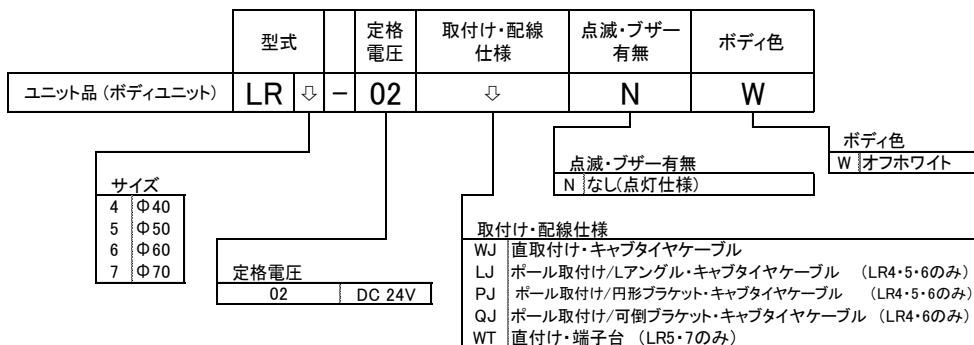 型式 定格電圧 取付け・配線仕様 点滅・ブザー有無 ボディ色
ユニット品（ボディユニット） LR ⇩ − 02 ⇩ N W
ボディ色
W オフホワイト
点滅・ブザー有無
N なし(点灯仕様)
サイズ
4 Φ40
5 Φ50
6 Φ60
7 Φ70
定格電圧
02 DC 24V
取付け・配線仕様
WJ 直取付け・キャブタイヤケーブル
LJ ポール取付け/Lアングル・キャブタイヤケーブル （LR4・5・6のみ）
PJ ポール取付け/円形ブラケット・キャブタイヤケーブル （LR4・5・6のみ）
QJ ポール取付け/可倒ブラケット・キャブタイヤケーブル （LR4・6のみ）
WT 直付け・端子台 （LR5・7のみ）